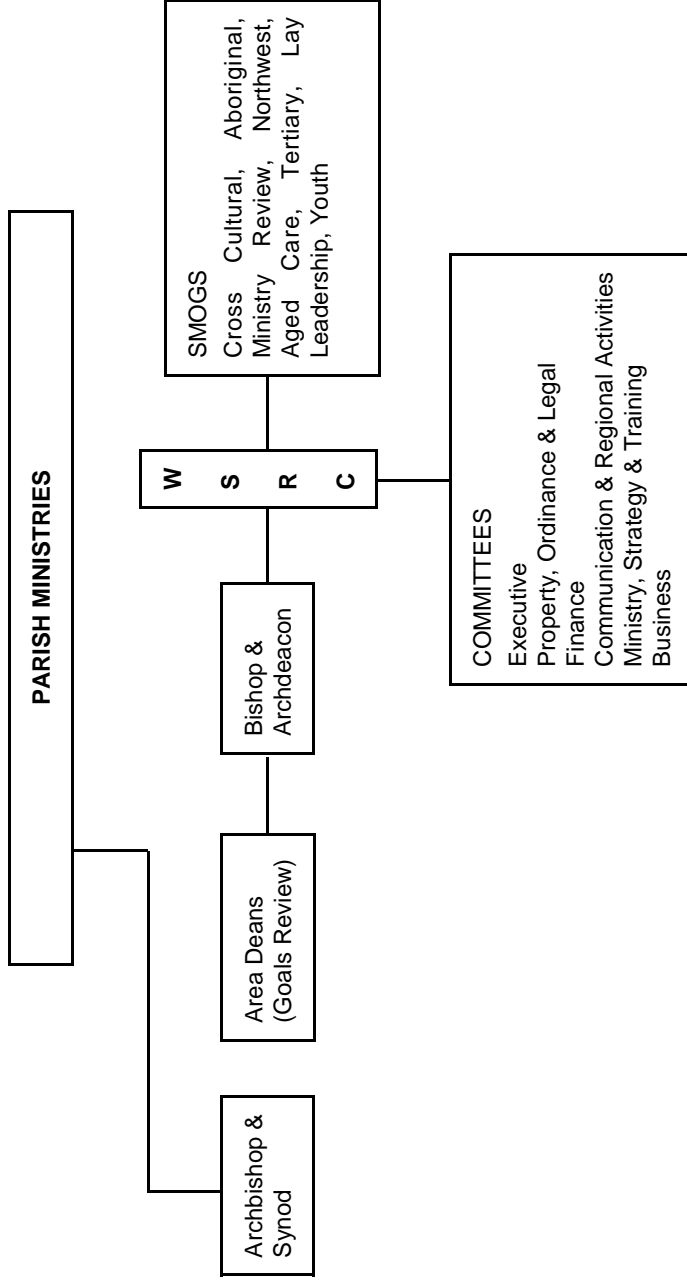 PARISH MINISTRIES
Archbishop &
Synod
Area Deans
(Goals Review)
Bishop &
Archdeacon
W
S
R
C
SMOGS
Cross Cultural, Aboriginal,
Ministry Review, Northwest,
Aged Care, Tertiary, Lay
Leadership, Youth
COMMITTEES
Executive
Property, Ordinance & Legal
Finance
Communication & Regional Activities
Ministry, Strategy & Training
Business